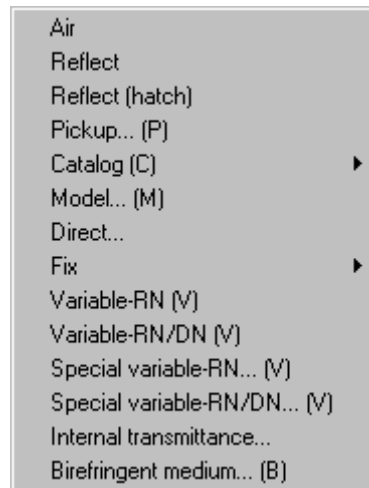 Air
Reflect
Reflect (hatch)
Pickup... (P)
Catalog (C)
Model... (M)
Direct...
Fix
Variable-RN (V)
Variable-RN/DN (V)
Special variable-RN... (V)
Special variable-RN/DN... (V)
Internal transmittance...
Birefringent medium... (B)